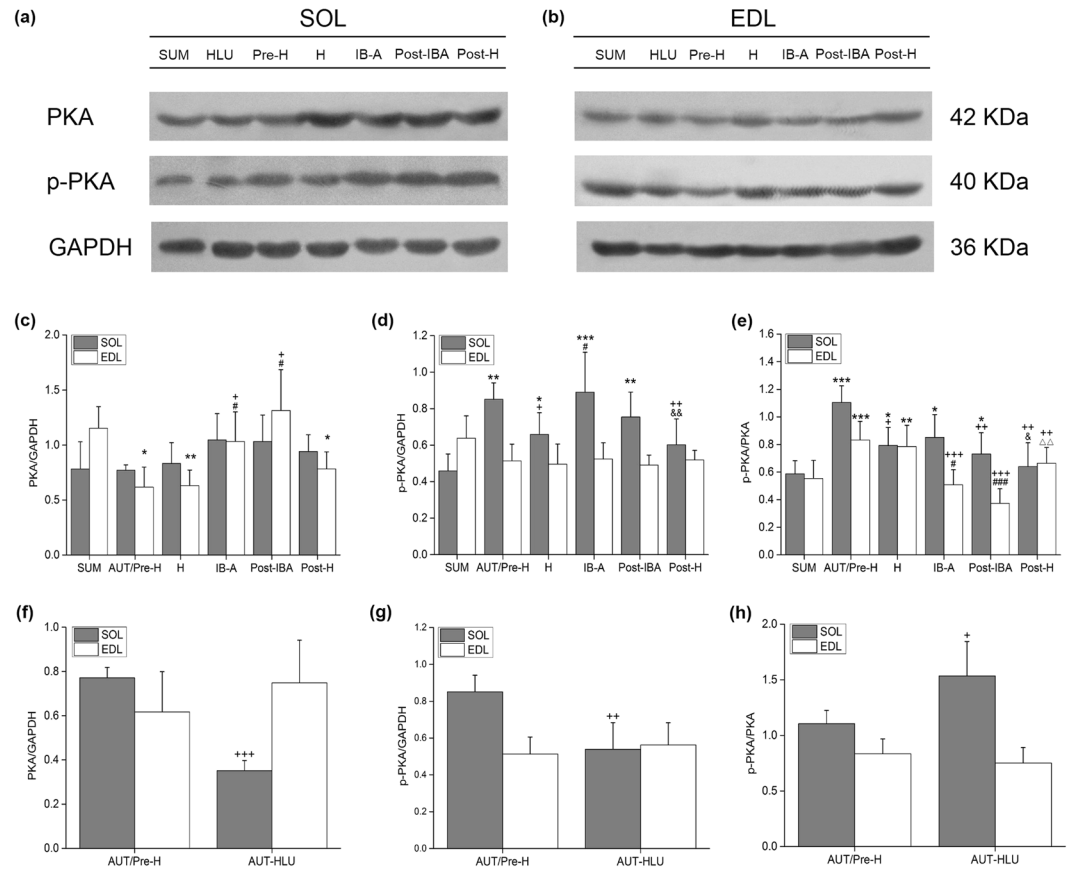 (a) SOL (b) EDL
SUM HLU Pre-H H IB-A Post-IBA Post-H SUM HLU Pre-H H IB-A Post-IBA Post-H
PKA 42 KDa
p-PKA 40 KDa
GAPDH 36 KDa
(c)
PKA/GAPDH
2.0
1.5
1.0
0.5
0.0
SOL
EDL
* ** + # + # *
SUM AUT/Pre-H H IB-A Post-IBA Post-H
(d)
p-PKA/GAPDH
1.2
1.0
0.8
0.6
0.4
0.2
0.0
SOL
EDL
** * + *** # ** ++ &&
SUM AUT/Pre-H H IB-A Post-IBA Post-H
(e)
p-PKA/PKA
1.6
1.4
1.2
1.0
0.8
0.6
0.4
0.2
0.0
SOL
EDL
*** *** * + ** * +++ # * ++ +++ ### ++ & ++ △△
SUM AUT/Pre-H H IB-A Post-IBA Post-H
(f)
PKA/GAPDH
1.0
0.8
0.6
0.4
0.2
0.0
SOL
EDL
+++
AUT/Pre-H AUT-HLU
(g)
p-PKA/GAPDH
1.2
1.0
0.8
0.6
0.4
0.2
0.0
SOL
EDL
++
AUT/Pre-H AUT-HLU
(h)
p-PKA/PKA
2.0
1.5
1.0
0.5
0.0
SOL
EDL
+
AUT/Pre-H AUT-HLU